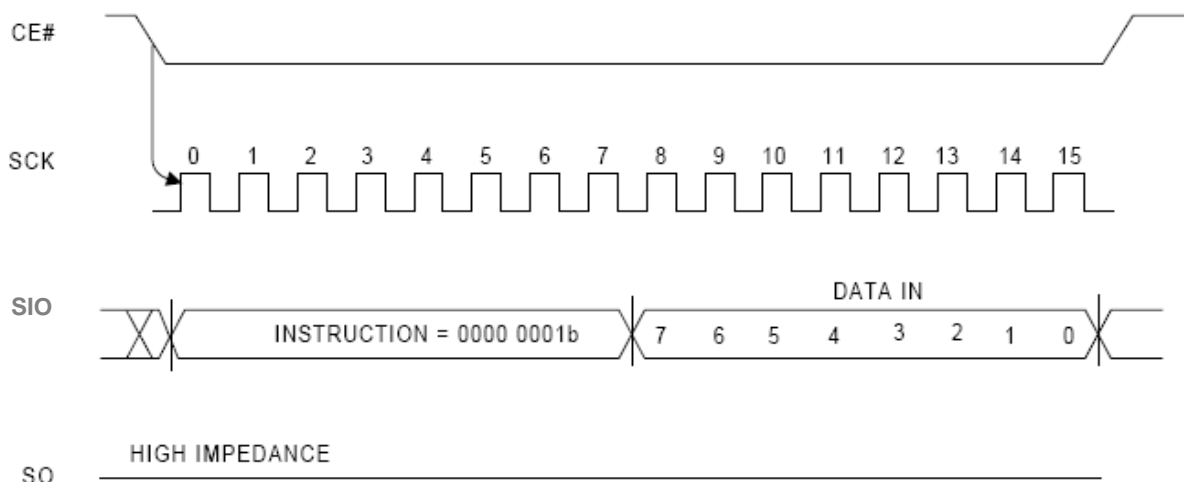 CE#
SCK
0 1 2 3 4 5 6 7 8 9 10 11 12 13 14 15
SIO
DATA IN
INSTRUCTION = 0000 0001b
7 6 5 4 3 2 1 0
HIGH IMPEDANCE
SO